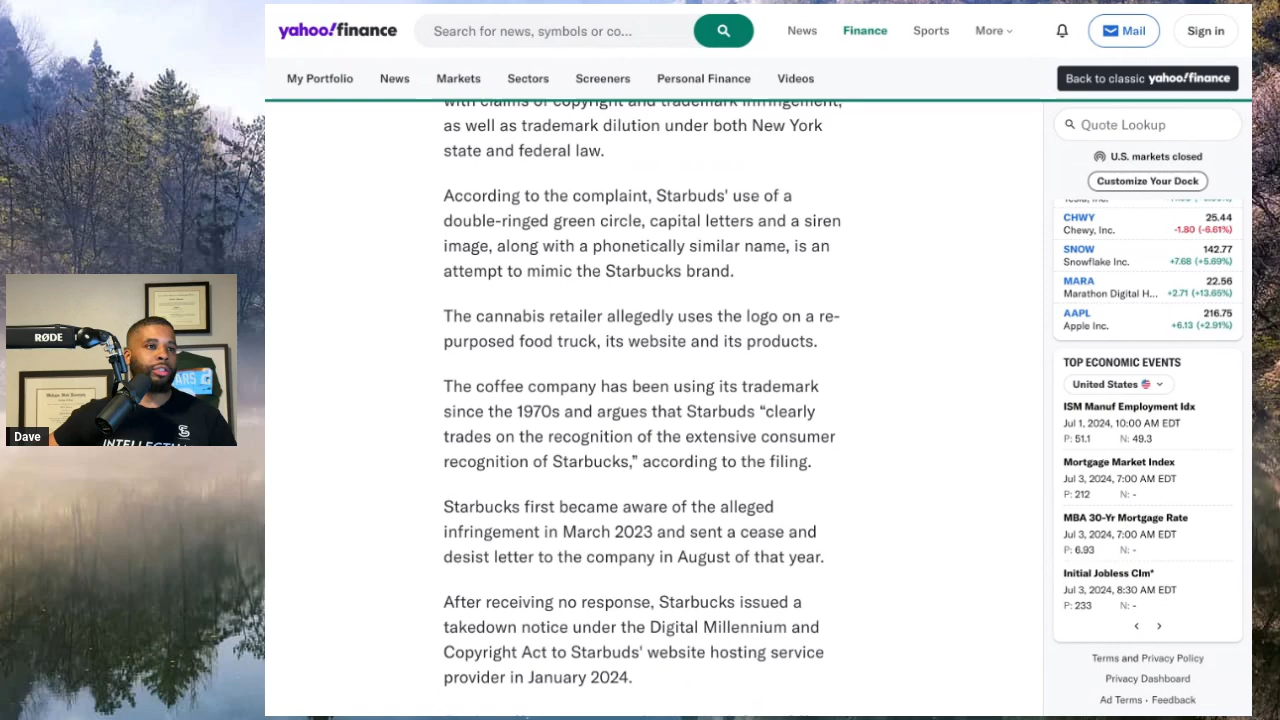 yahoo!finance
Search for news, symbols or co...
News
Finance
Sports
More
Mail
Sign in
My Portfolio
News
Markets
Sectors
Screeners
Personal Finance
Videos
Back to classic yahoo!finance
with claims of copyright and trademark infringement,
as well as trademark dilution under both New York
state and federal law.
According to the complaint, Starbuds' use of a
double-ringed green circle, capital letters and a siren
image, along with a phonetically similar name, is an
attempt to mimic the Starbucks brand.
The cannabis retailer allegedly uses the logo on a re-
purposed food truck, its website and its products.
The coffee company has been using its trademark
since the 1970s and argues that Starbuds “clearly
trades on the recognition of the extensive consumer
recognition of Starbucks,” according to the filing.
Starbucks first became aware of the alleged
infringement in March 2023 and sent a cease and
desist letter to the company in August of that year.
After receiving no response, Starbucks issued a
takedown notice under the Digital Millennium and
Copyright Act to Starbuds' website hosting service
provider in January 2024.
Quote Lookup
U.S. markets closed
Customize Your Dock
CHWY 25.44
Chewy, Inc. -1.80 (-6.61%)
SNOW 142.77
Snowflake Inc. +7.68 (+5.69%)
MARA 22.56
Marathon Digital H... +2.71 (+13.65%)
AAPL 216.75
Apple Inc. +6.13 (+2.91%)
TOP ECONOMIC EVENTS
United States
ISM Manuf Employment Idx
Jul 1, 2024, 10:00 AM EDT
P: 51.1 N: 49.3
Mortgage Market Index
Jul 3, 2024, 7:00 AM EDT
P: 212 N: -
MBA 30-Yr Mortgage Rate
Jul 3, 2024, 7:00 AM EDT
P: 6.93 N: -
Initial Jobless Clm*
Jul 3, 2024, 8:30 AM EDT
P: 233 N: -
Terms and Privacy Policy
Privacy Dashboard
Ad Terms • Feedback
RØDE
Dave